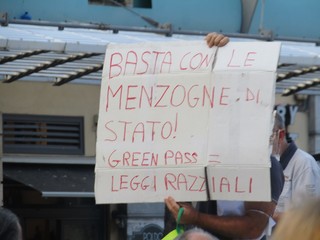 BASTA CON LE
MENZOGNE DI
STATO!
GREEN PASS =
LEGGI RAZZIALI